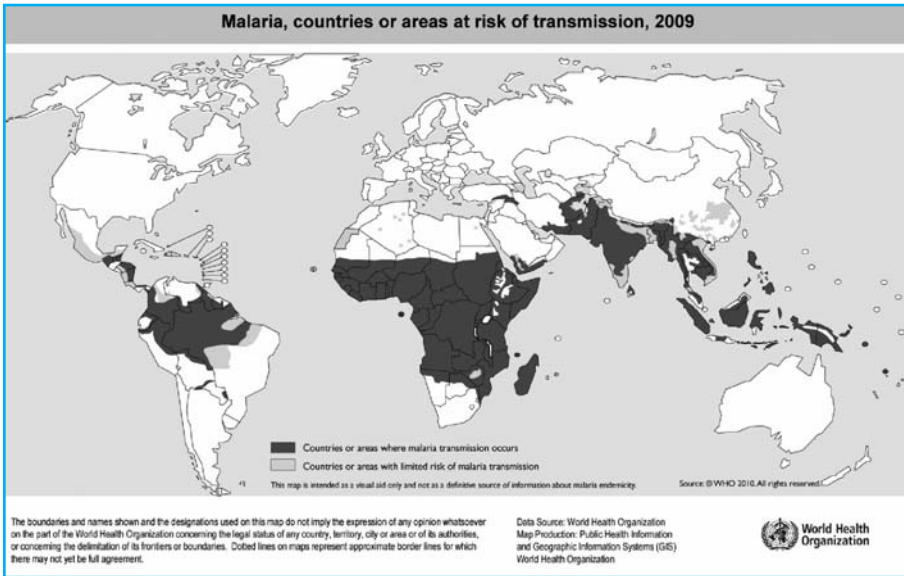 Malaria, countries or areas at risk of transmission, 2009
Countries or areas where malaria transmission occurs
Countries or areas with limited risk of malaria transmission
This map is intended as a visual aid only and not as a definitive source of information about malaria endemicity.
Source: © WHO 2010. All rights reserved.
The boundaries and names shown and the designations used on this map do not imply the expression of any opinion whatsoever
on the part of the World Health Organization concerning the legal status of any country, territory, city or area or of its authorities,
or concerning the delimitation of its frontiers or boundaries. Dotted lines on maps represent approximate border lines for which
there may not yet be full agreement.
Data Source: World Health Organization
Map Production: Public Health Information
and Geographic Information Systems (GIS)
World Health Organization
World Health
Organization